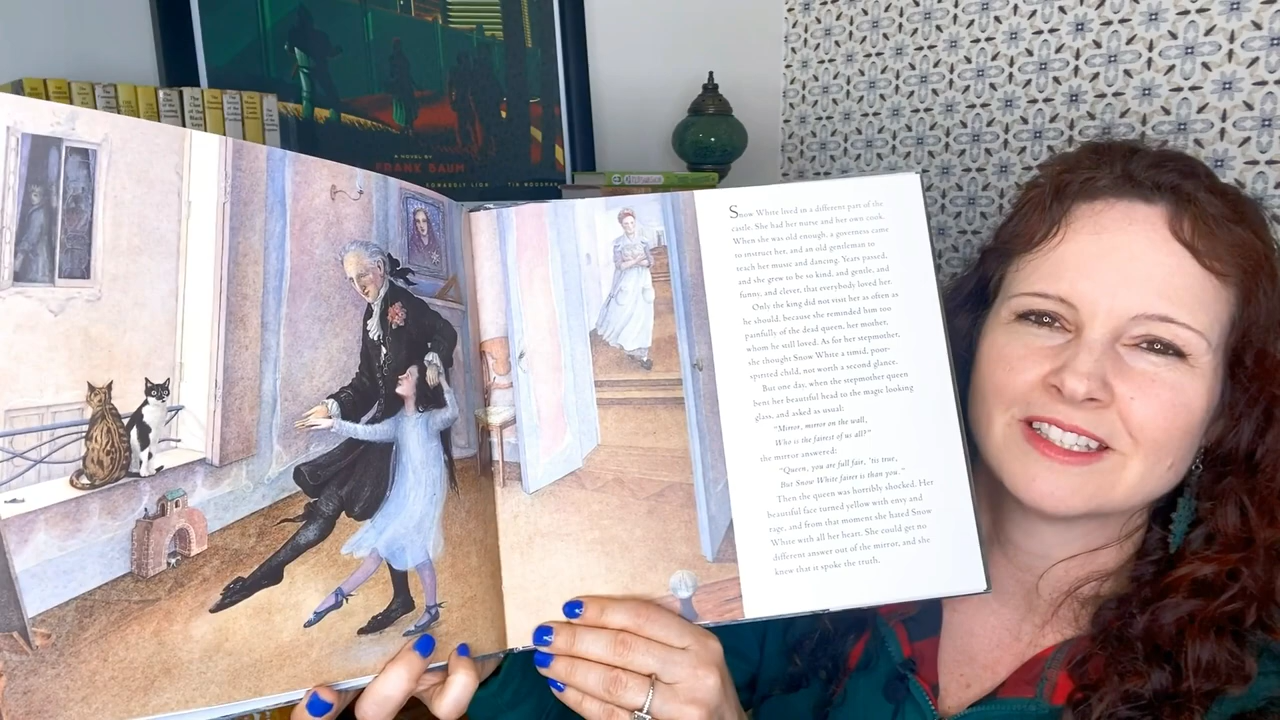 A NOVEL BY
FRANK BAUM
COWARDLY LION
TIN WOODMAN
Snow White lived in a different part of the
castle. She had her nurse and her own cook.
When she was old enough, a governess came
to instruct her, and an old gentleman to
teach her music and dancing. Years passed,
and she grew to be so kind, and gentle, and
funny, and clever, that everybody loved her.
Only the king did not visit her as often as
he should, because she reminded him too
painfully of the dead queen, her mother,
whom he still loved. As for her stepmother,
she thought Snow White a timid, poor-
spirited child, not worth a second glance.
But one day, when the stepmother queen
bent her beautiful head to the magic looking
glass, and asked as usual:
"Mirror, mirror on the wall,
Who is the fairest of us all?"
the mirror answered:
"Queen, you are full fair, 'tis true,
But Snow White fairer is than you."
Then the queen was horribly shocked. Her
beautiful face turned yellow with envy and
rage, and from that moment she hated Snow
White with all her heart. She could get no
different answer out of the mirror, and she
knew that it spoke the truth.